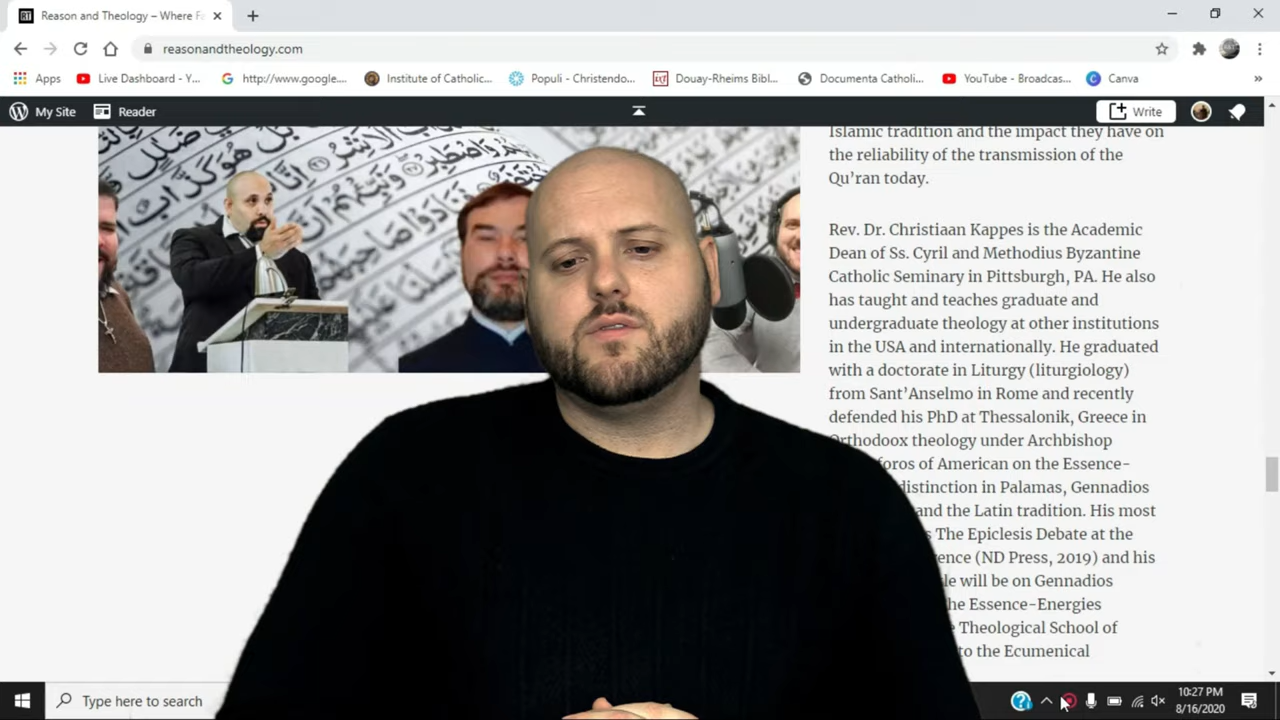 Reason and Theology – Where F
reasonandtheology.com
Apps
Live Dashboard - Y...
http://www.google....
Institute of Catholic...
Populi - Christendo...
Douay-Rheims Bibl...
Documenta Catholi...
YouTube - Broadcas...
Canva
»
My Site
Reader
Write
Islamic tradition and the impact they have on
the reliability of the transmission of the
Qu’ran today.
Rev. Dr. Christiaan Kappes is the Academic
Dean of Ss. Cyril and Methodius Byzantine
Catholic Seminary in Pittsburgh, PA. He also
has taught and teaches graduate and
undergraduate theology at other institutions
in the USA and internationally. He graduated
with a doctorate in Liturgy (liturgiology)
from Sant’Anselmo in Rome and recently
defended his PhD at Thessalonik, Greece in
Orthodoox theology under Archbishop
foros of American on the Essence-
distinction in Palamas, Gennadios
and the Latin tradition. His most
The Epiclesis Debate at the
ence (ND Press, 2019) and his
le will be on Gennadios
he Essence-Energies
Theological School of
to the Ecumenical
Type here to search
10:27 PM
8/16/2020